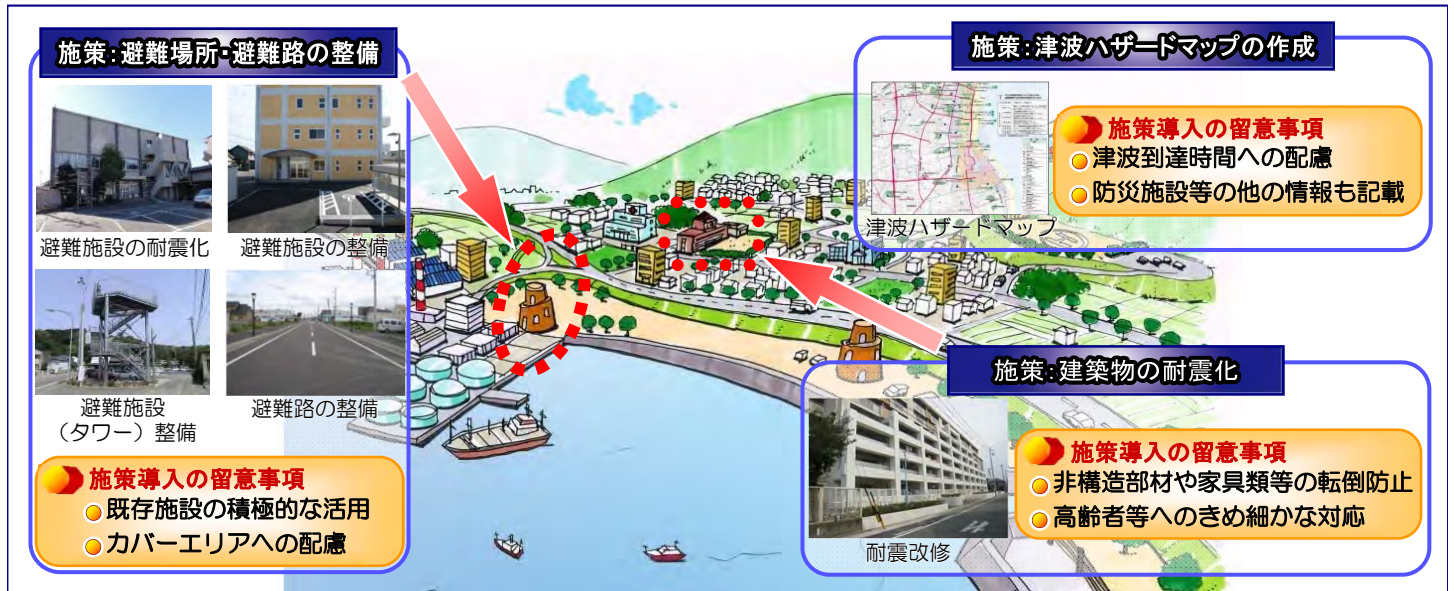 施策:避難場所・避難路の整備
避難施設の耐震化
避難施設の整備
避難施設
（タワー）整備
避難路の整備
施策導入の留意事項
既存施設の積極的な活用
カバーエリアへの配慮
施策:津波ハザードマップの作成
津波ハザードマップ
施策導入の留意事項
津波到達時間への配慮
防災施設等の他の情報も記載
施策:建築物の耐震化
耐震改修
施策導入の留意事項
非構造部材や家具類等の転倒防止
高齢者等へのきめ細かな対応